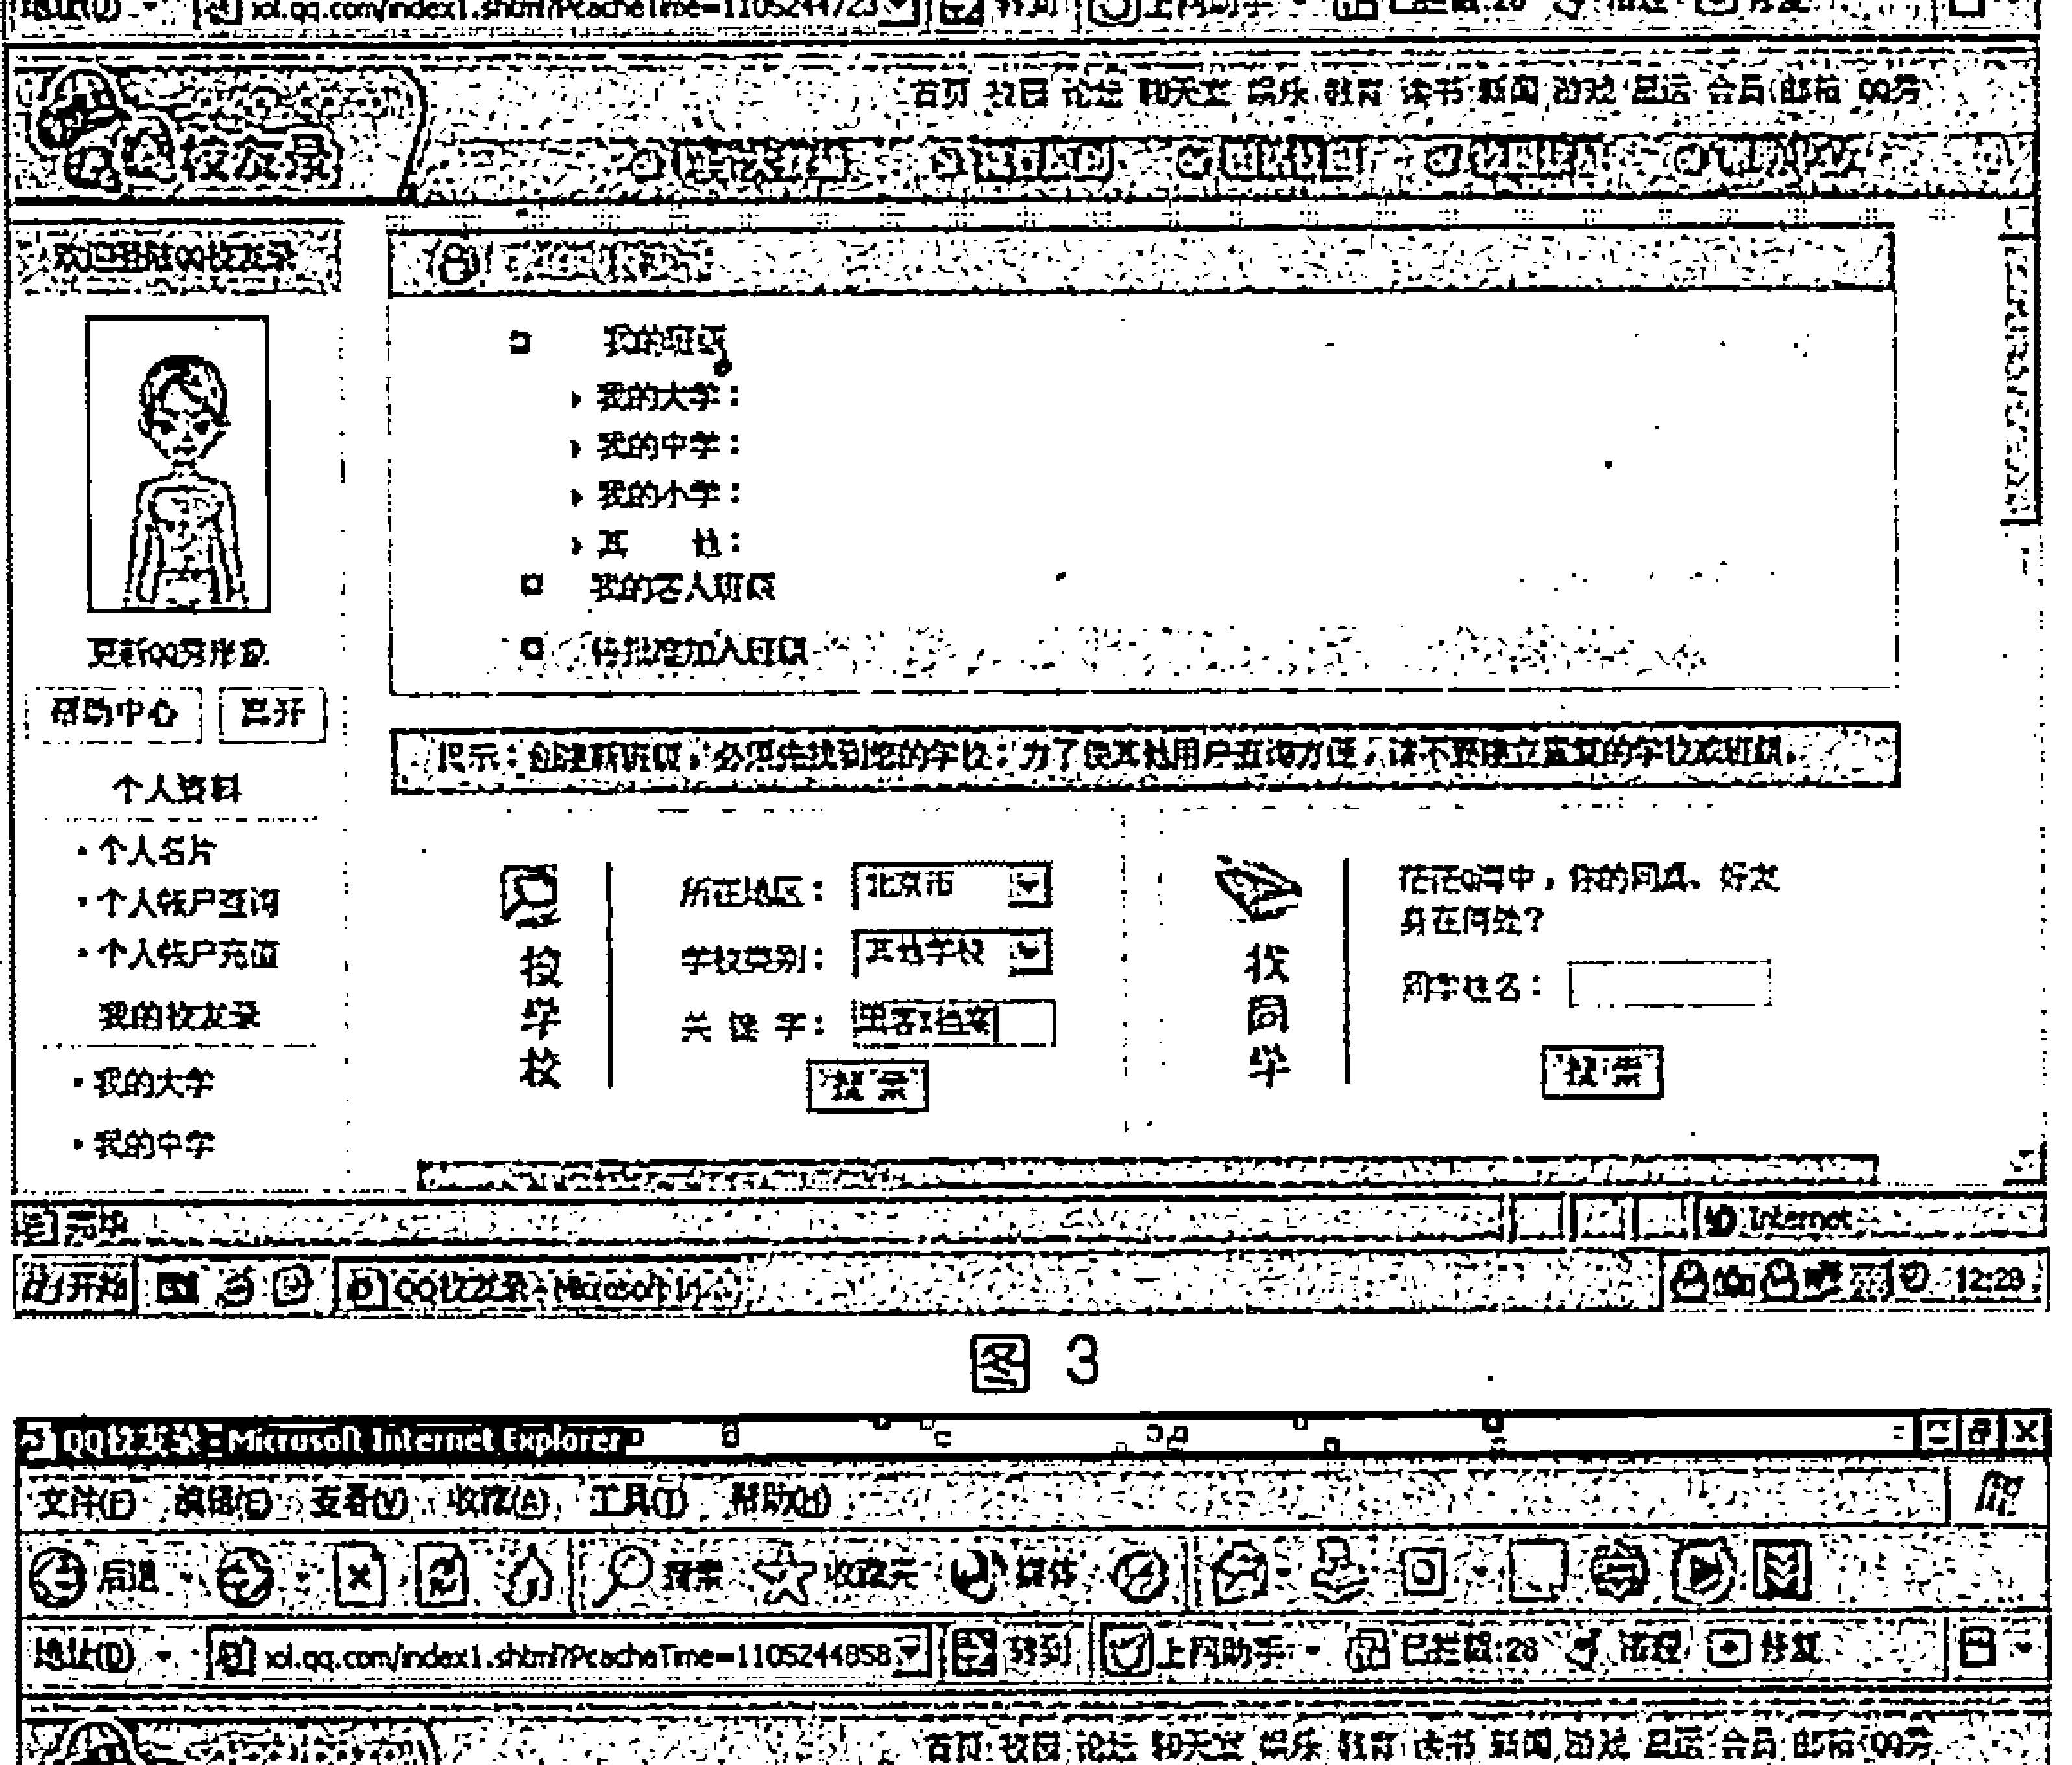 xol.qq.com/index1.shtml?PcacheTime=1105244723 转到 上网助手
首页 校园 论坛 聊天室 娱乐 教育 读书 新闻 游戏 星运 会员 邮箱 QQ秀
校友录
我的班级
我的大学：
我的中学：
我的小学：
其 他：
我的客人班级
待批准加入班级
更新QQ秀形象
帮助中心 离开
提示：创建新班级，必须先找到您的学校；为了使其他用户查询方便，请不要建立重复的学校或班级。
个人资料
个人名片
个人帐户查询
个人帐户充值
我的校友录
我的大学
我的中学
找学校
所在地区： 北京市
学校类别： 其他学校
关 键 字： 黑客X档案
搜 索
找同学
茫茫Q海中，你的同桌、好友
身在何处？
同学姓名：
搜 索
完毕 Internet
开始 QQ校友录 - Microsoft In... 12:28
图 3
QQ校友录 - Microsoft Internet Explorer
文件(F) 编辑(E) 查看(V) 收藏(A) 工具(T) 帮助(H)
后退 搜索 收藏夹 媒体
地址(D) xol.qq.com/index1.shtml?PcacheTime=1105244858 转到 上网助手 已拦截:28 清理 修复
首页 校园 论坛 聊天室 娱乐 教育 读书 新闻 游戏 星运 会员 邮箱 QQ秀